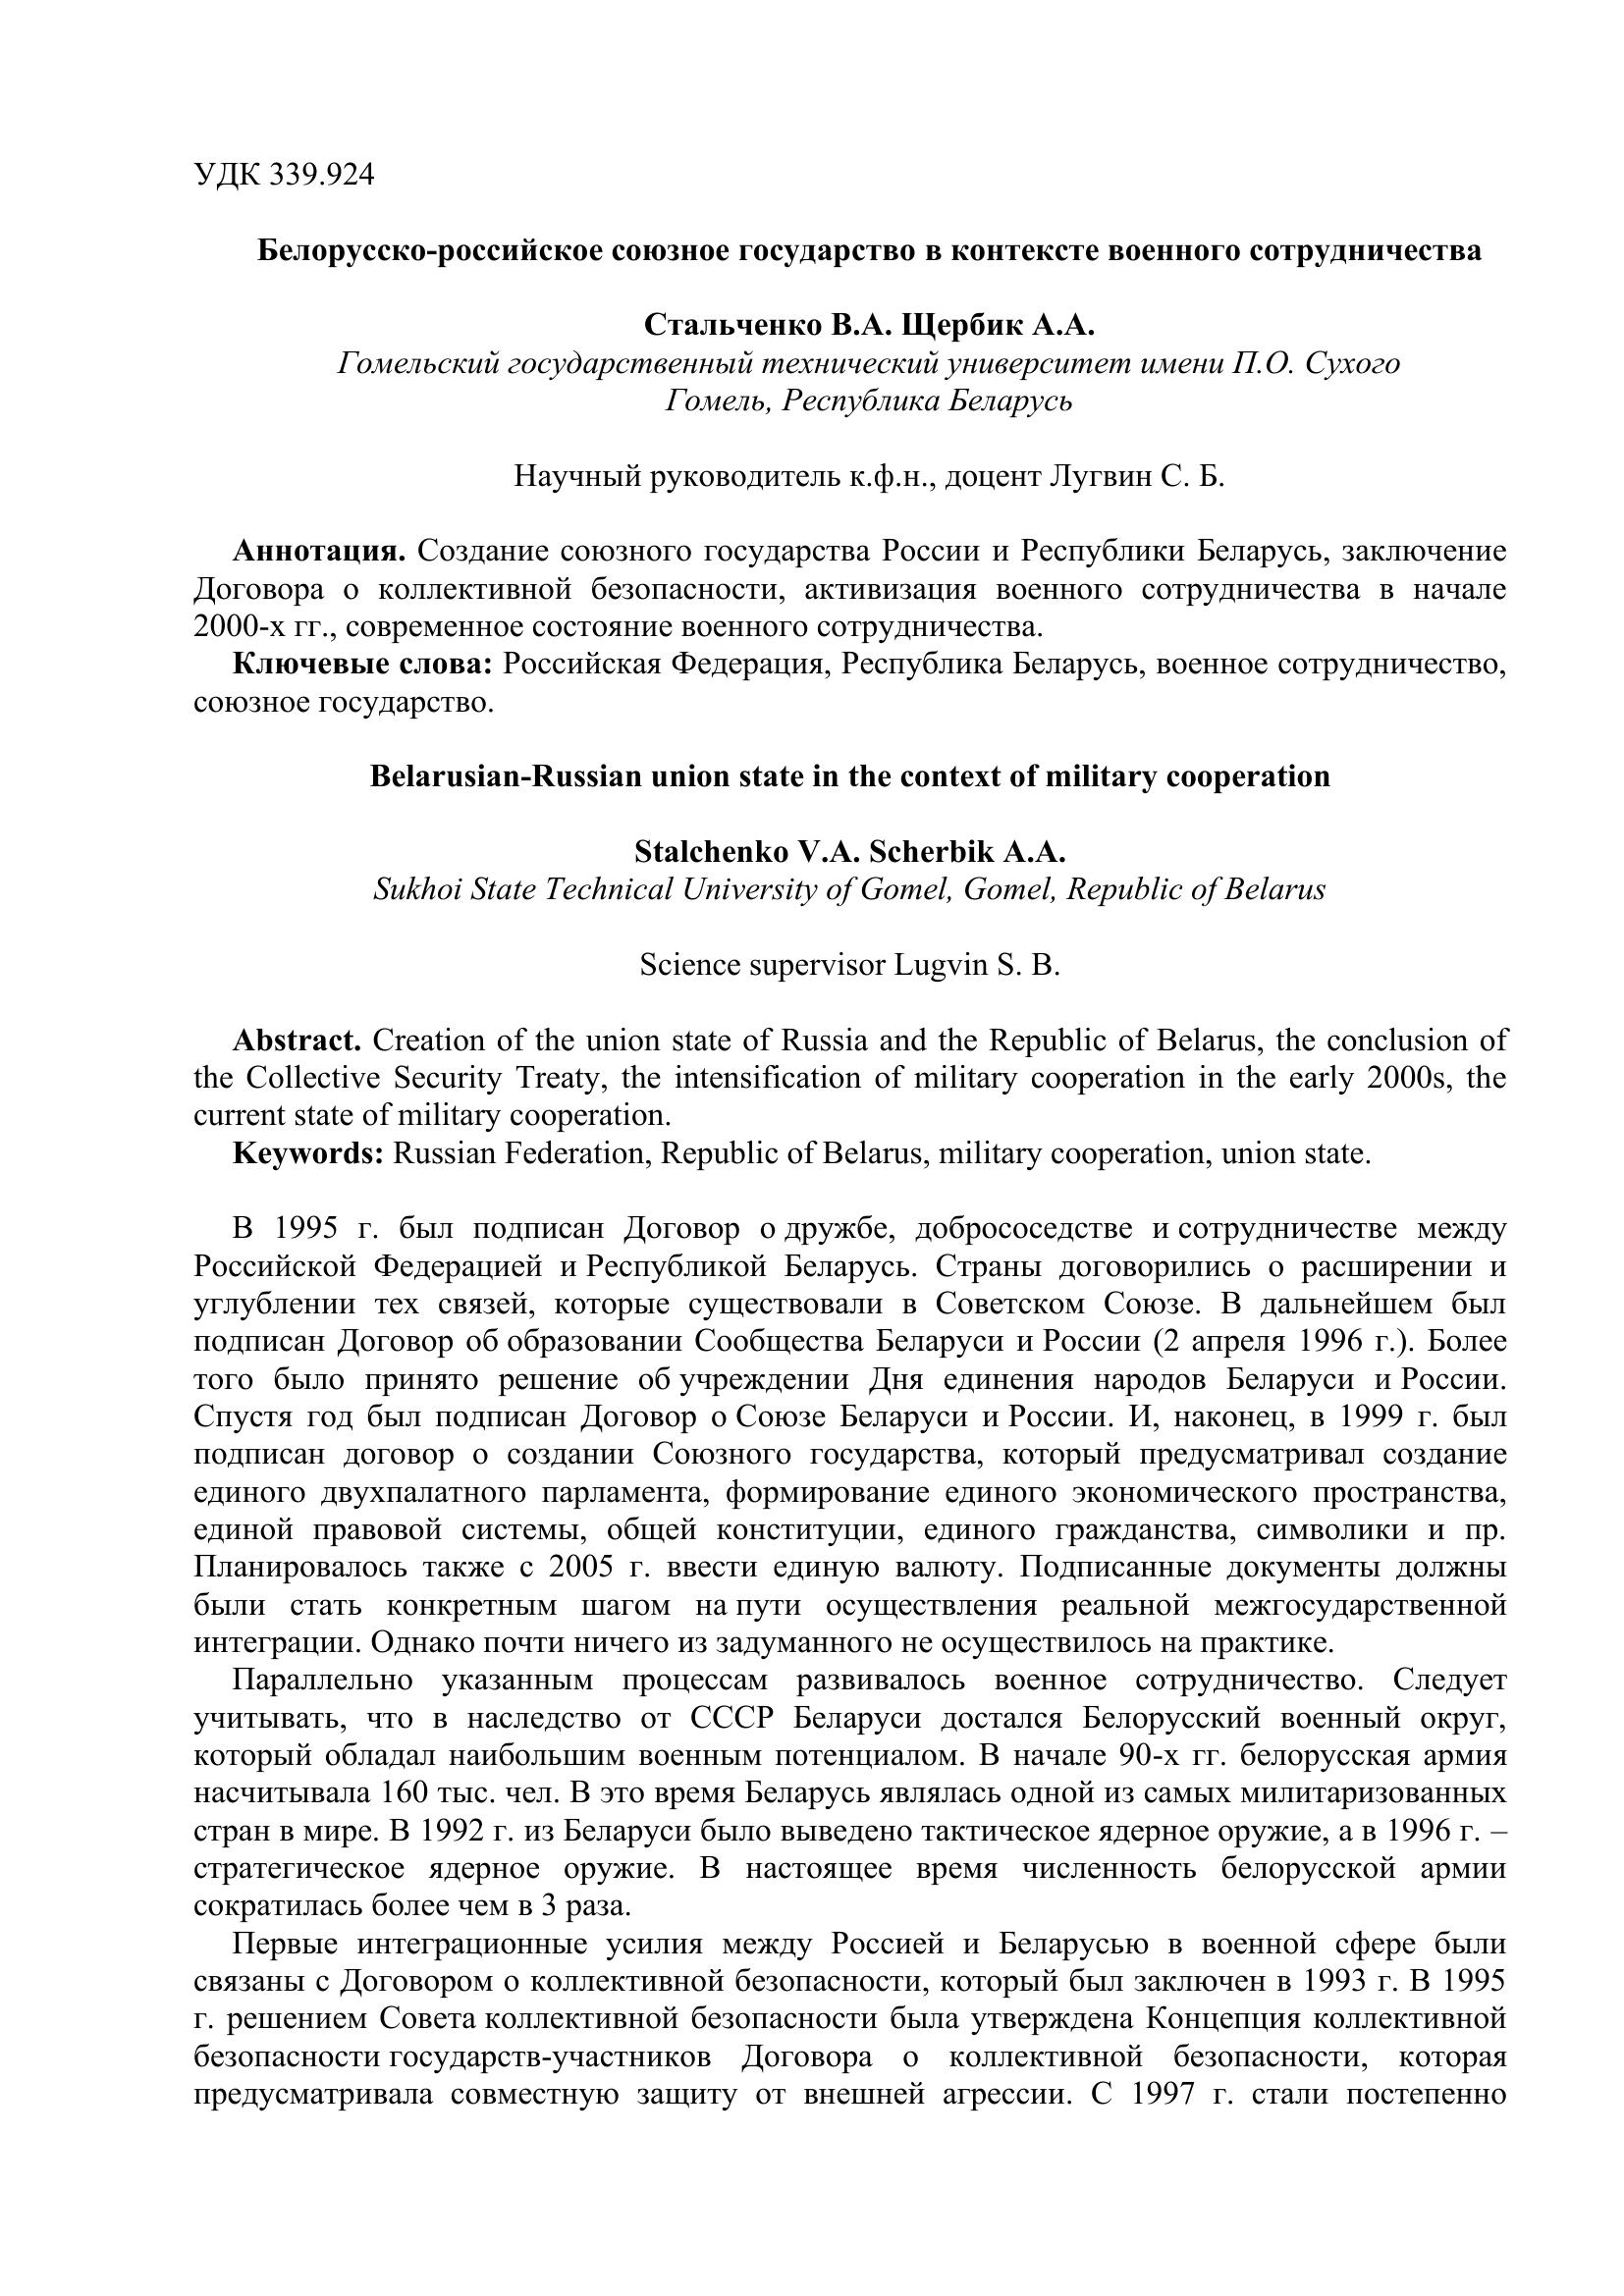 УДК 339.924
Белорусско-российское союзное государство в контексте военного сотрудничества
Стальченко В.А. Щербик А.А.
Гомельский государственный технический университет имени П.О. Сухого
Гомель, Республика Беларусь
Научный руководитель к.ф.н., доцент Лугвин С. Б.
Аннотация. Создание союзного государства России и Республики Беларусь, заключение
Договора о коллективной безопасности, активизация военного сотрудничества в начале
2000-х гг., современное состояние военного сотрудничества.
Ключевые слова: Российская Федерация, Республика Беларусь, военное сотрудничество,
союзное государство.
Belarusian-Russian union state in the context of military cooperation
Stalchenko V.A. Scherbik A.A.
Sukhoi State Technical University of Gomel, Gomel, Republic of Belarus
Science supervisor Lugvin S. B.
Abstract. Creation of the union state of Russia and the Republic of Belarus, the conclusion of
the Collective Security Treaty, the intensification of military cooperation in the early 2000s, the
current state of military cooperation.
Keywords: Russian Federation, Republic of Belarus, military cooperation, union state.
В 1995 г. был подписан Договор о дружбе, добрососедстве и сотрудничестве между
Российской Федерацией и Республикой Беларусь. Страны договорились о расширении и
углублении тех связей, которые существовали в Советском Союзе. В дальнейшем был
подписан Договор об образовании Сообщества Беларуси и России (2 апреля 1996 г.). Более
того было принято решение об учреждении Дня единения народов Беларуси и России.
Спустя год был подписан Договор о Союзе Беларуси и России. И, наконец, в 1999 г. был
подписан договор о создании Союзного государства, который предусматривал создание
единого двухпалатного парламента, формирование единого экономического пространства,
единой правовой системы, общей конституции, единого гражданства, символики и пр.
Планировалось также с 2005 г. ввести единую валюту. Подписанные документы должны
были стать конкретным шагом на пути осуществления реальной межгосударственной
интеграции. Однако почти ничего из задуманного не осуществилось на практике.
Параллельно указанным процессам развивалось военное сотрудничество. Следует
учитывать, что в наследство от СССР Беларуси достался Белорусский военный округ,
который обладал наибольшим военным потенциалом. В начале 90-х гг. белорусская армия
насчитывала 160 тыс. чел. В это время Беларусь являлась одной из самых милитаризованных
стран в мире. В 1992 г. из Беларуси было выведено тактическое ядерное оружие, а в 1996 г. –
стратегическое ядерное оружие. В настоящее время численность белорусской армии
сократилась более чем в 3 раза.
Первые интеграционные усилия между Россией и Беларусью в военной сфере были
связаны с Договором о коллективной безопасности, который был заключен в 1993 г. В 1995
г. решением Совета коллективной безопасности была утверждена Концепция коллективной
безопасности государств-участников Договора о коллективной безопасности, которая
предусматривала совместную защиту от внешней агрессии. С 1997 г. стали постепенно